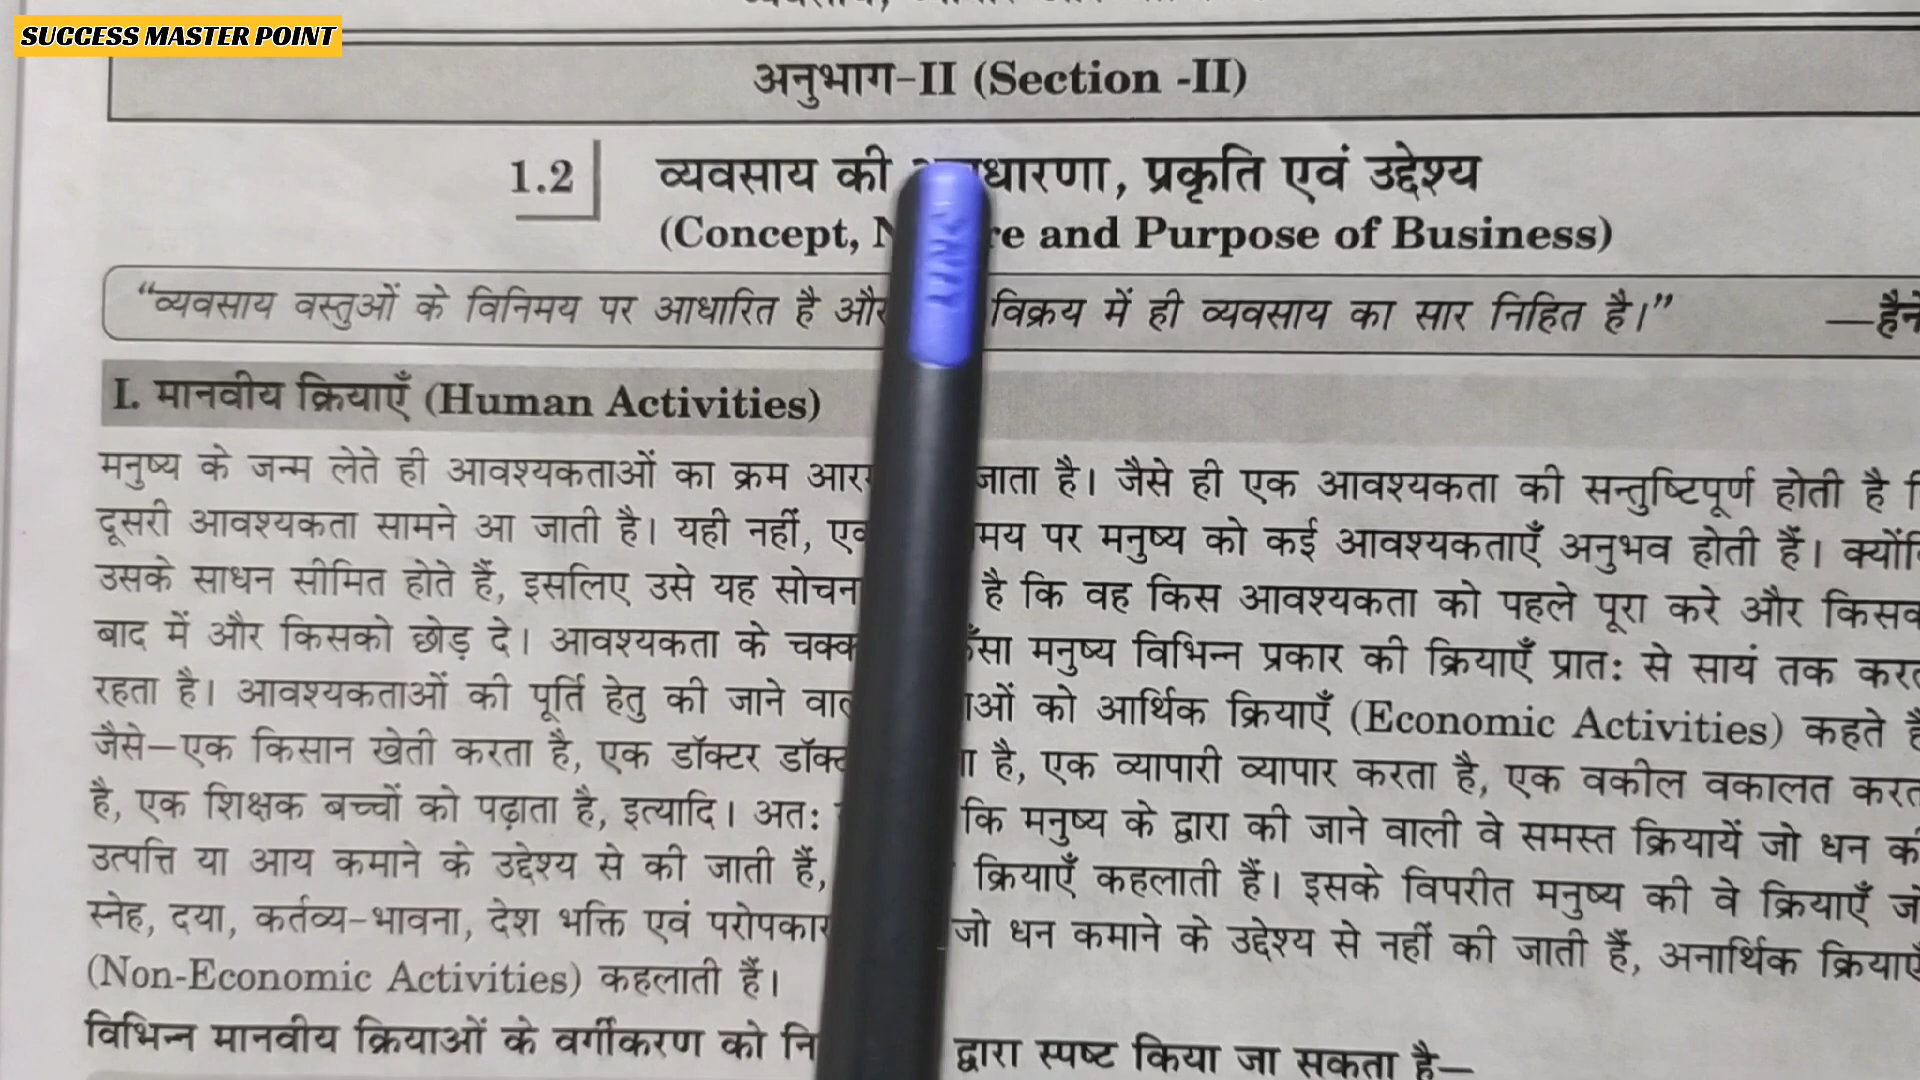 SUCCESS MASTER POINT
अनुभाग-II (Section -II)
1.2 व्यवसाय की प्रकृति एवं उद्देश्य
(Concept, and Purpose of Business)
“व्यवसाय वस्तुओं के विनिमय पर आधारित है विक्रय में ही व्यवसाय का सार निहित है।”
I. मानवीय क्रियाएँ (Human Activities)
मनुष्य के जन्म लेते ही आवश्यकताओं का क्रम जाता है। जैसे ही एक आवश्यकता की सन्तुष्टिपूर्ण होती है
दूसरी आवश्यकता सामने आ जाती है। यही नहीं, पर मनुष्य को कई आवश्यकताएँ अनुभव होती हैं।
उसके साधन सीमित होते हैं, इसलिए उसे यह है कि वह किस आवश्यकता को पहले पूरा करे और
बाद में और किसको छोड़ दे। आवश्यकता के मनुष्य विभिन्न प्रकार की क्रियाएँ प्रातः से सायं तक
रहता है। आवश्यकताओं की पूर्ति हेतु की जाने को आर्थिक क्रियाएँ (Economic Activities) कहते
जैसे–एक किसान खेती करता है, एक डॉक्टर है, एक व्यापारी व्यापार करता है, एक वकील वकालत
है, एक शिक्षक बच्चों को पढ़ाता है, इत्यादि। अतः कि मनुष्य के द्वारा की जाने वाली वे समस्त क्रियायें जो धन
उत्पत्ति या आय कमाने के उद्देश्य से की जाती हैं, क्रियाएँ कहलाती हैं। इसके विपरीत मनुष्य की वे क्रियाएँ
स्नेह, दया, कर्तव्य-भावना, देश भक्ति एवं जो धन कमाने के उद्देश्य से नहीं की जाती हैं, अनार्थिक
(Non-Economic Activities) कहलाती हैं।
विभिन्न मानवीय क्रियाओं के वर्गीकरण को द्वारा स्पष्ट किया जा सकता है—